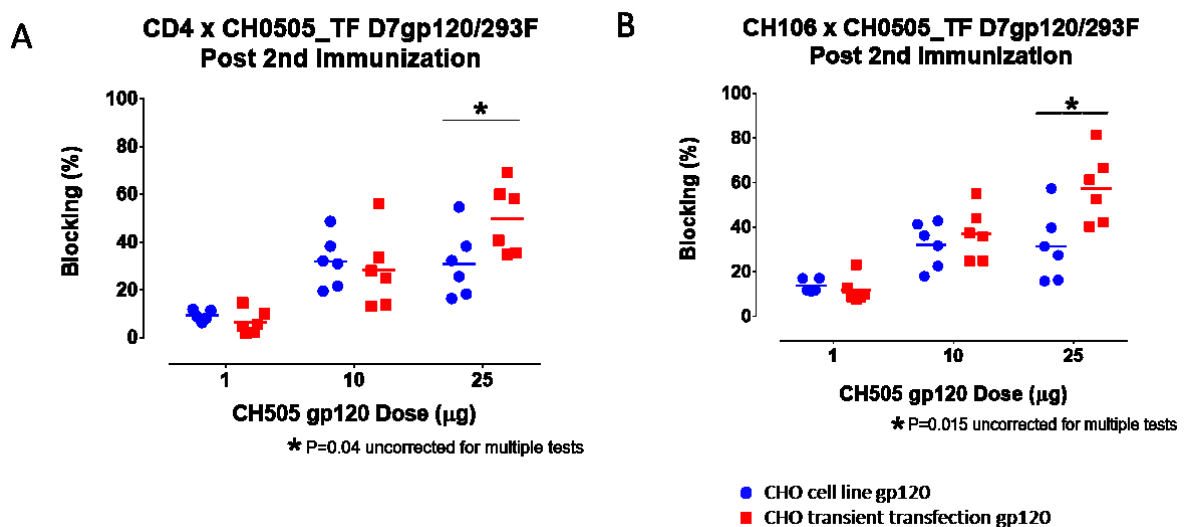 A
CD4 x CH0505_TF D7gp120/293F
Post 2nd Immunization
Blocking (%)
100
80
60
40
20
0
*
1
10
25
CH505 gp120 Dose (µg)
* P=0.04 uncorrected for multiple tests
B
CH106 x CH0505_TF D7gp120/293F
Post 2nd Immunization
Blocking (%)
100
80
60
40
20
0
*
1
10
25
CH505 gp120 Dose (µg)
* P=0.015 uncorrected for multiple tests
CHO cell line gp120
CHO transient transfection gp120